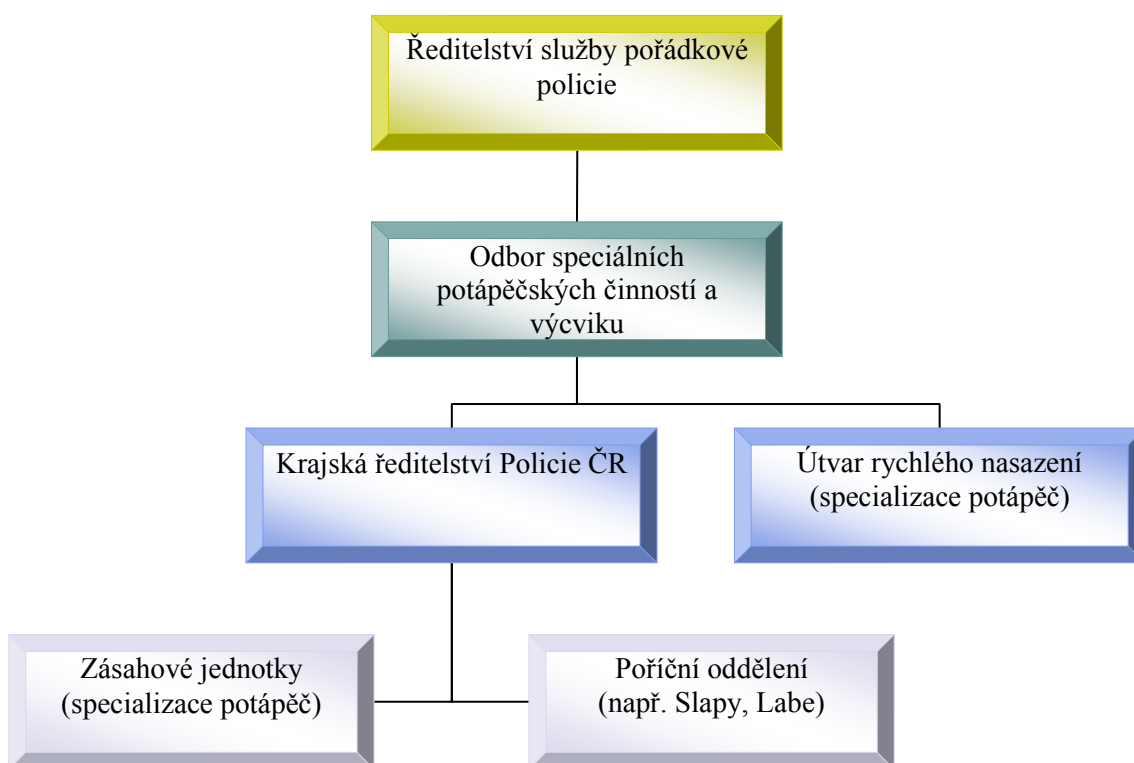 Ředitelství služby pořádkové
policie
Odbor speciálních
potápěčských činností a
výcviku
Krajská ředitelství Policie ČR
Útvar rychlého nasazení
(specializace potápěč)
Zásahové jednotky
(specializace potápěč)
Poříční oddělení
(např. Slapy, Labe)